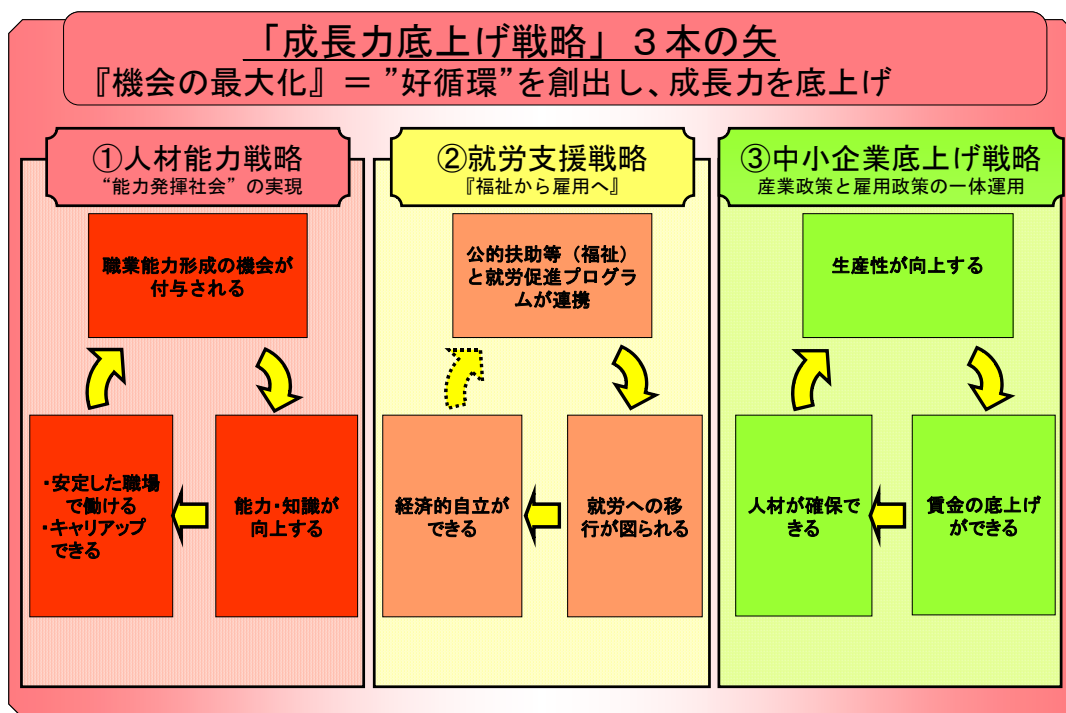 「成長力底上げ戦略」３本の矢
『機会の最大化』＝”好循環”を創出し、成長力を底上げ
①人材能力戦略
“能力発揮社会”の実現
職業能力形成の機会が
付与される
・安定した職場
で働ける
・キャリアアップ
できる
能力・知識が
向上する
②就労支援戦略
『福祉から雇用へ』
公的扶助等（福祉）
と就労促進プログラ
ムが連携
経済的自立が
できる
就労への移
行が図られる
③中小企業底上げ戦略
産業政策と雇用政策の一体運用
生産性が向上する
人材が確保で
きる
賃金の底上げ
ができる